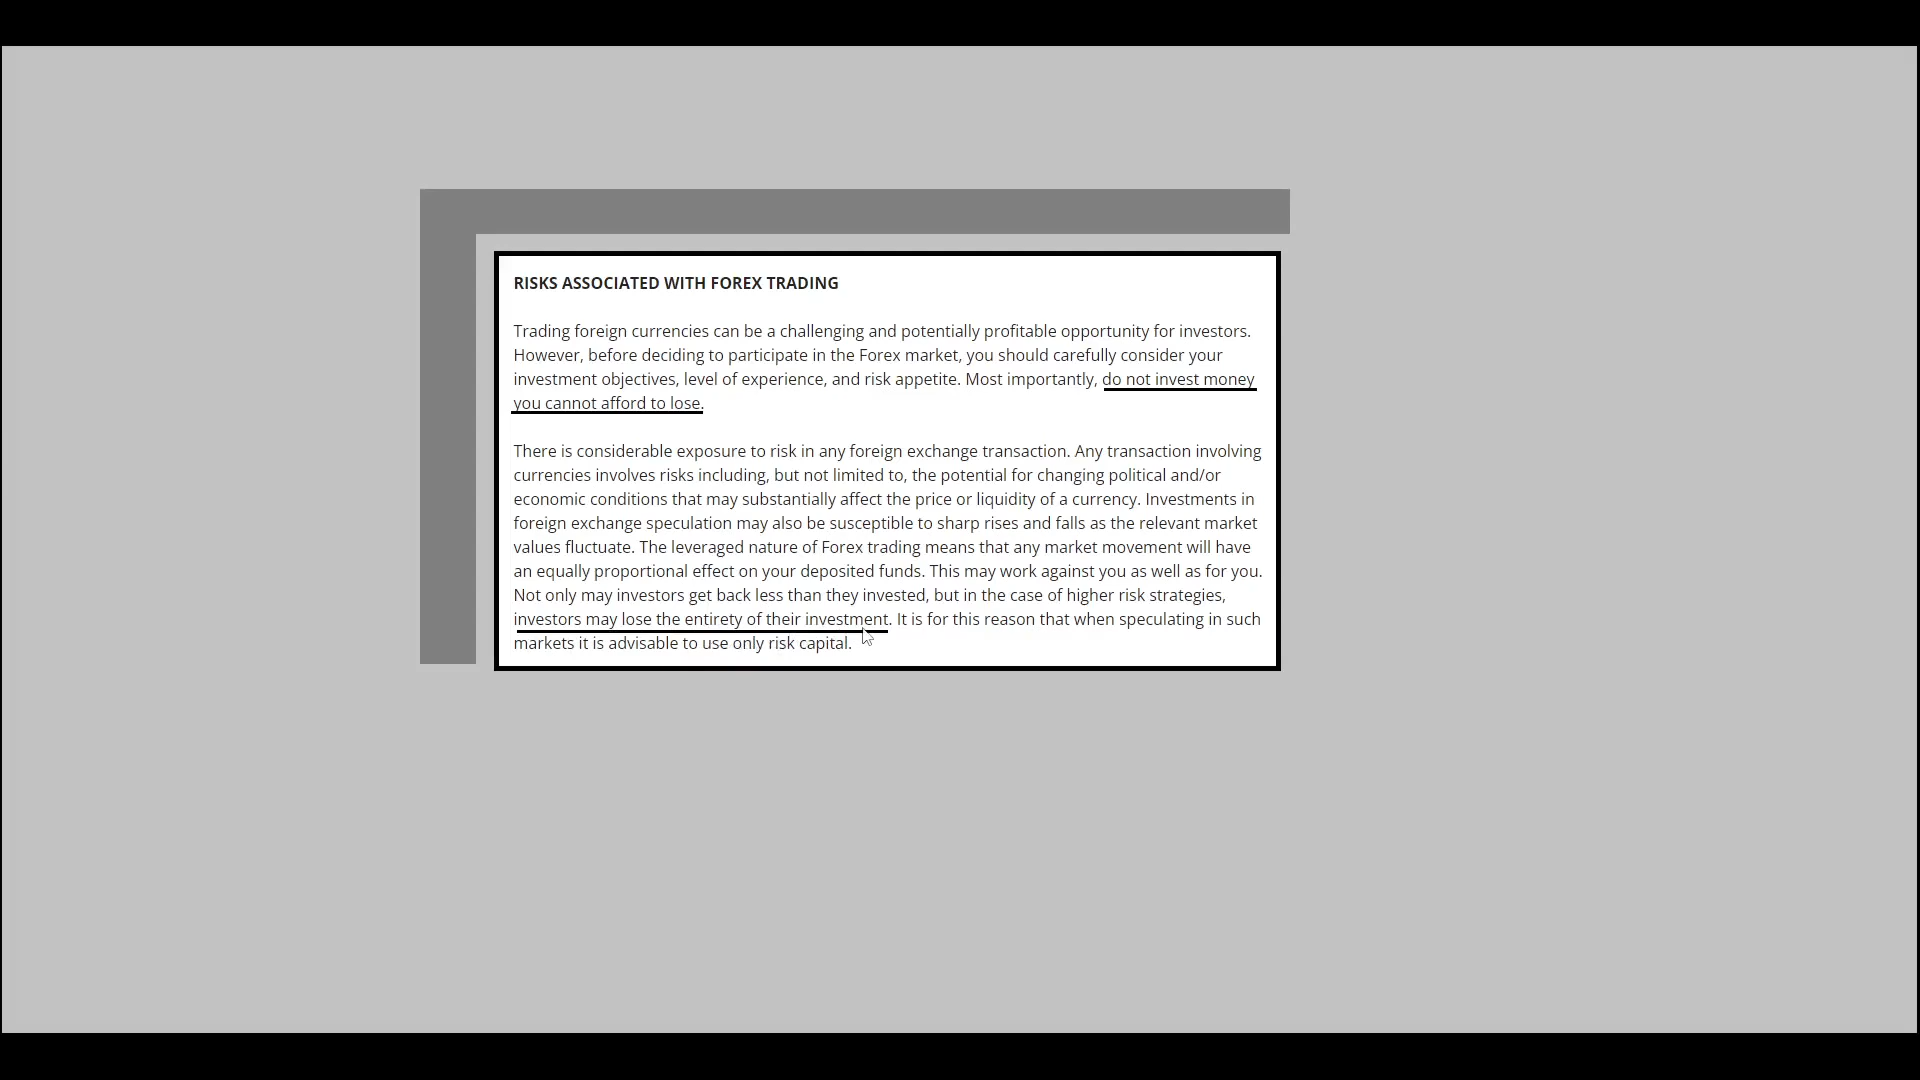 RISKS ASSOCIATED WITH FOREX TRADING
Trading foreign currencies can be a challenging and potentially profitable opportunity for investors.
However, before deciding to participate in the Forex market, you should carefully consider your
investment objectives, level of experience, and risk appetite. Most importantly, do not invest money
you cannot afford to lose.
There is considerable exposure to risk in any foreign exchange transaction. Any transaction involving
currencies involves risks including, but not limited to, the potential for changing political and/or
economic conditions that may substantially affect the price or liquidity of a currency. Investments in
foreign exchange speculation may also be susceptible to sharp rises and falls as the relevant market
values fluctuate. The leveraged nature of Forex trading means that any market movement will have
an equally proportional effect on your deposited funds. This may work against you as well as for you.
Not only may investors get back less than they invested, but in the case of higher risk strategies,
investors may lose the entirety of their investment. It is for this reason that when speculating in such
markets it is advisable to use only risk capital.